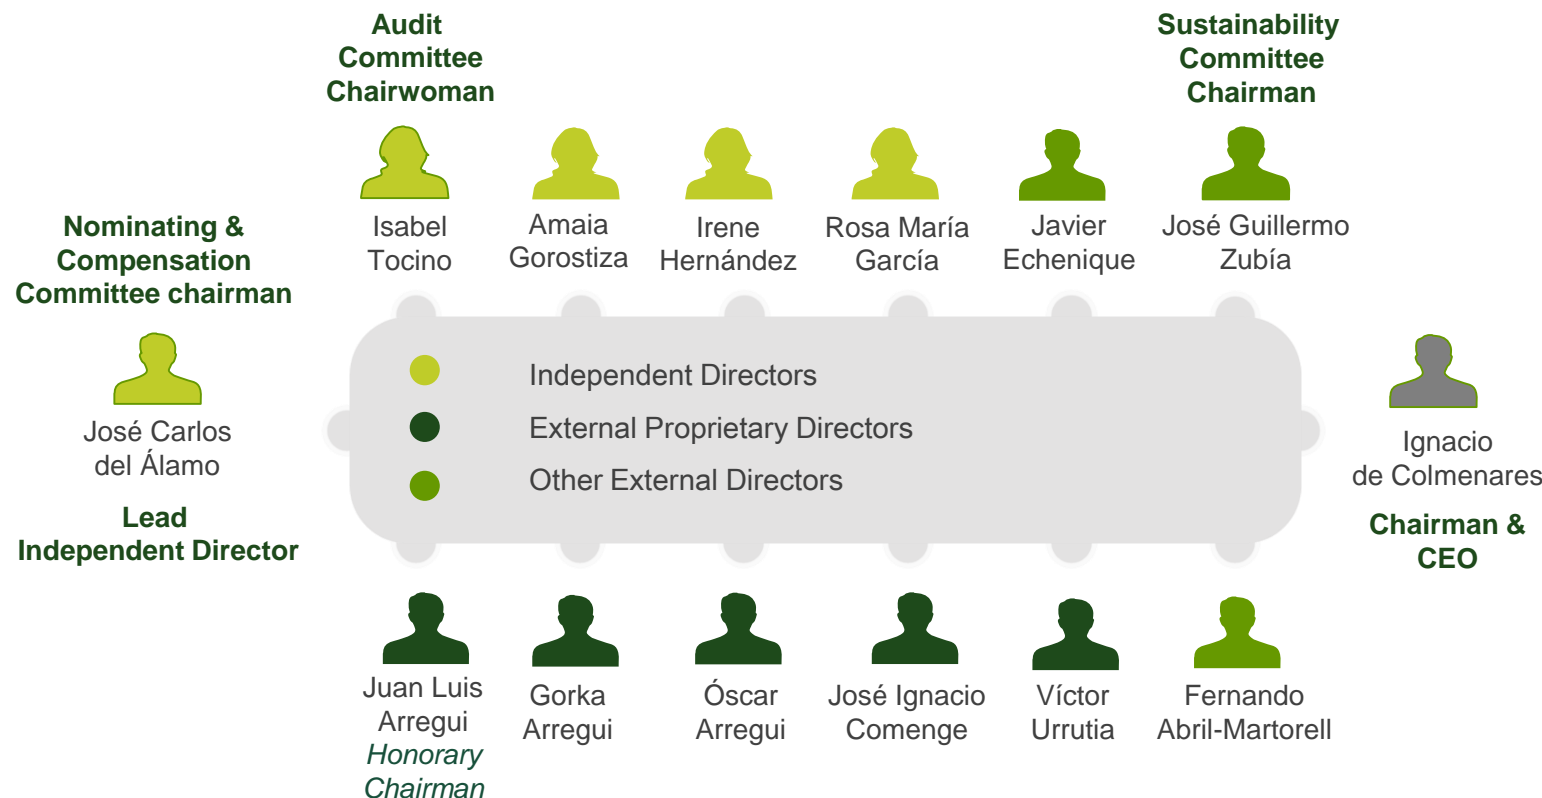 Audit
Committee
Chairwoman
Sustainability
Committee
Chairman
Isabel
Tocino
Amaia
Gorostiza
Irene
Hernández
Rosa María
García
Javier
Echenique
José Guillermo
Zubía
Nominating &
Compensation
Committee chairman
José Carlos
del Álamo
Lead
Independent Director
Independent Directors
External Proprietary Directors
Other External Directors
Ignacio
de Colmenares
Chairman &
CEO
Juan Luis
Arregui
Honorary
Chairman
Gorka
Arregui
Óscar
Arregui
José Ignacio
Comenge
Víctor
Urrutia
Fernando
Abril-Martorell